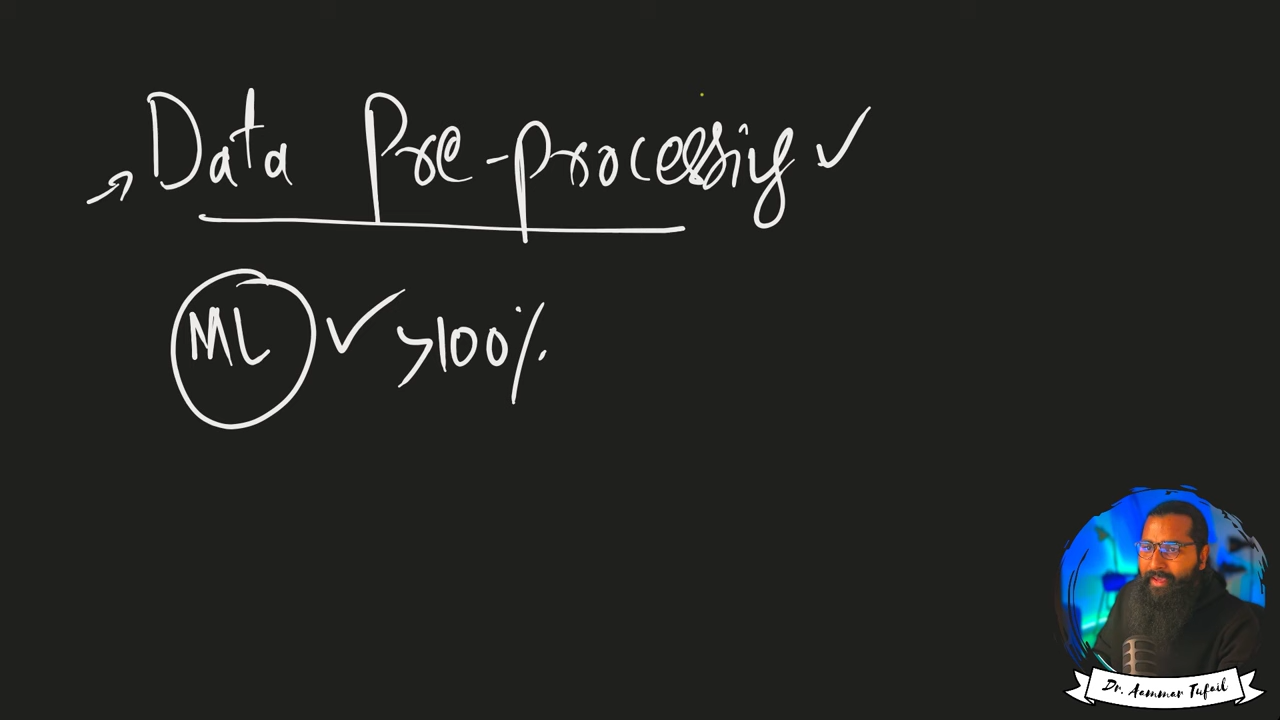 Data Pre-processing
ML >100%
Dr. Aammar Tufail